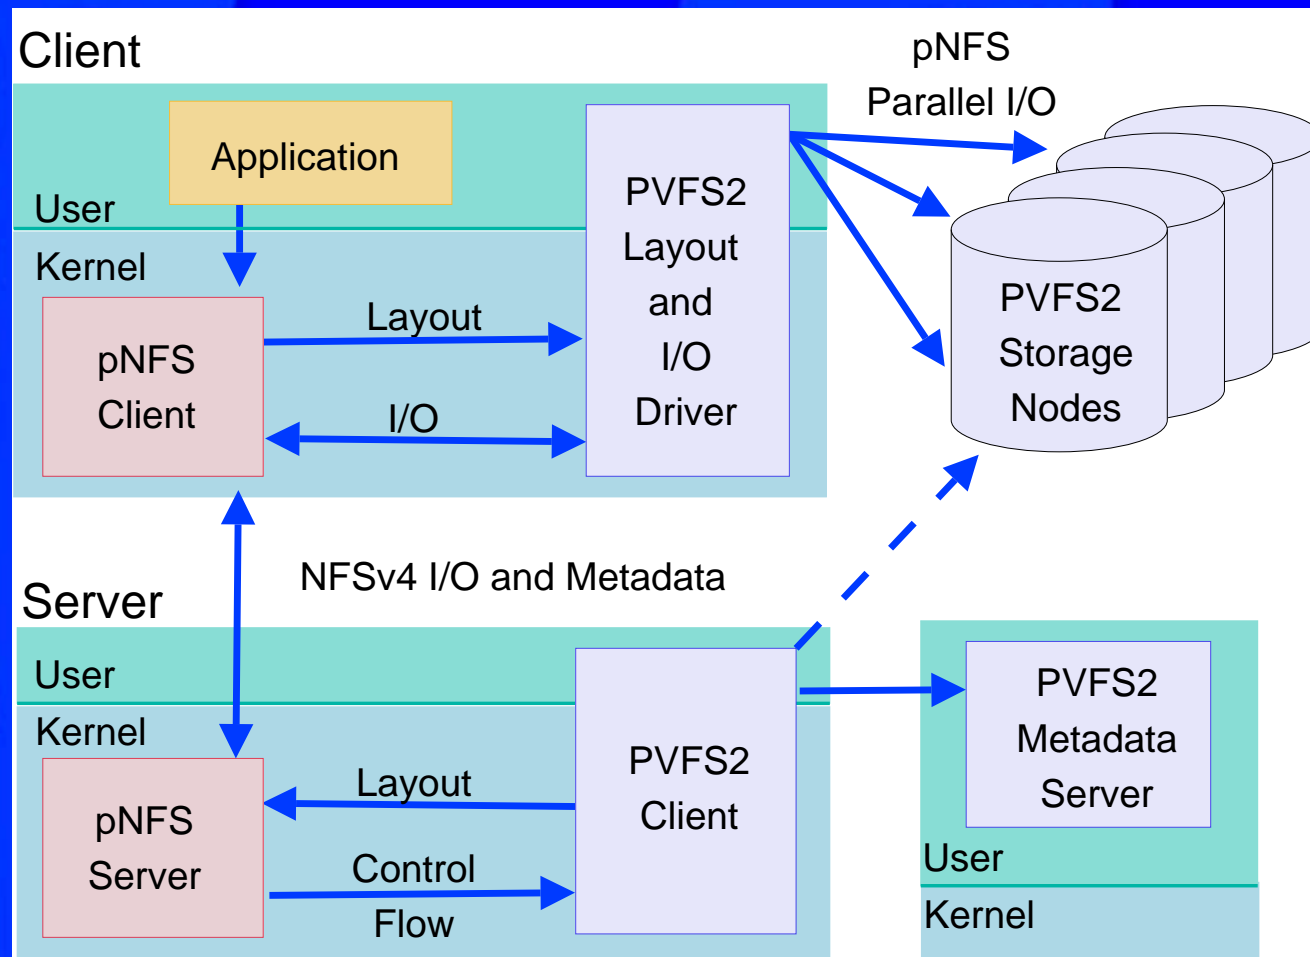 Client
pNFS
Parallel I/O
Application
User
Kernel
PVFS2
Layout
and
I/O
Driver
Layout
pNFS
Client
I/O
PVFS2
Storage
Nodes
NFSv4 I/O and Metadata
Server
User
Kernel
PVFS2
Client
Layout
pNFS
Server
Control
Flow
PVFS2
Metadata
Server
User
Kernel